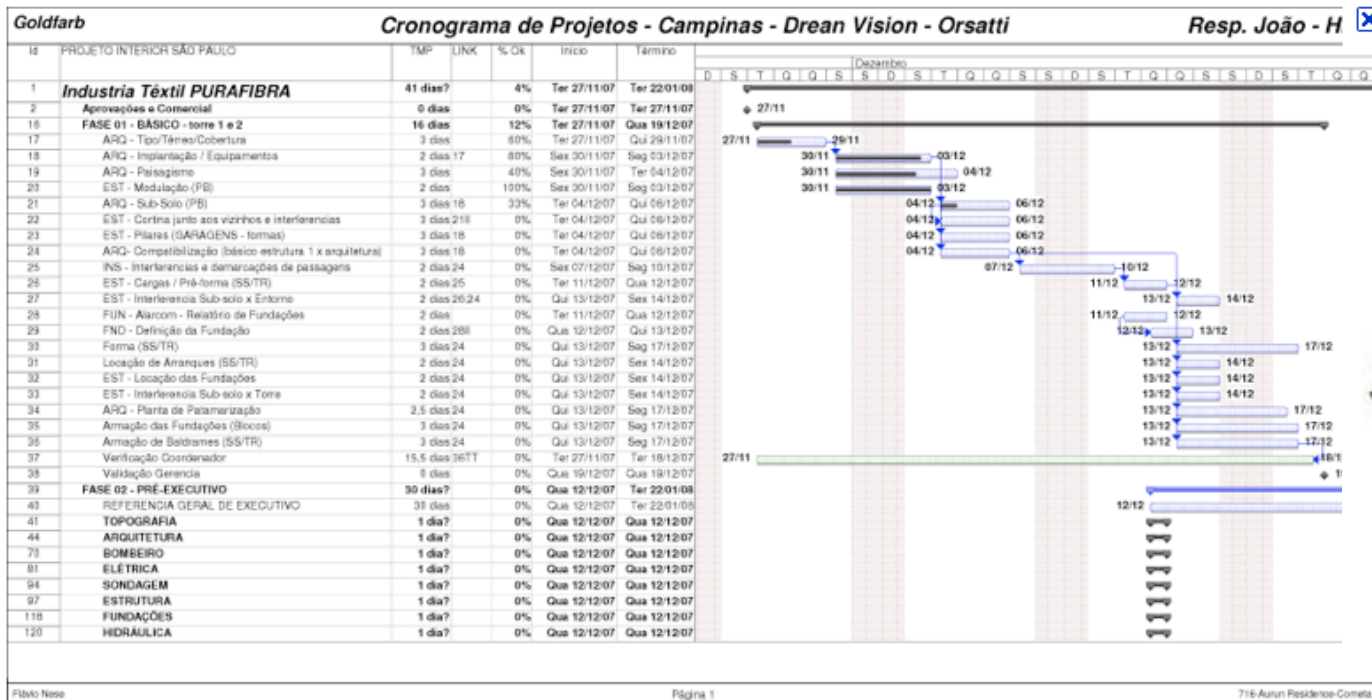 Goldfarb Cronograma de Projetos - Campinas - Drean Vision - Orsatti Resp. João - H
Id PROJETO INTERIOR SÃO PAULO TMP LINK % Ok Início Término
Dezembro
D S T Q Q S S D S T Q Q S S D S T Q Q S S D S T Q Q
1 Industria Têxtil PURAFIBRA 41 dias? 4% Ter 27/11/07 Ter 22/01/08
2 Aprovações e Comercial 0 dias 0% Ter 27/11/07 Ter 27/11/07 27/11
16 FASE 01 - BÁSICO - torre 1 e 2 16 dias 12% Ter 27/11/07 Qua 19/12/07
17 ARQ - Tipo/Térreo/Cobertura 3 dias 60% Ter 27/11/07 Qui 29/11/07 27/11 29/11
18 ARQ - Implantação / Equipamentos 2 dias 17 80% Sex 30/11/07 Seg 03/12/07 30/11 03/12
19 ARQ - Paisagismo 3 dias 40% Sex 30/11/07 Ter 04/12/07 30/11 04/12
20 EST - Modulação (PB) 2 dias 100% Sex 30/11/07 Seg 03/12/07 30/11 03/12
21 ARQ - Sub-Solo (PB) 3 dias 18 33% Ter 04/12/07 Qui 06/12/07 04/12 06/12
22 EST - Cortina junto aos vizinhos e interferencias 3 dias 21II 0% Ter 04/12/07 Qui 06/12/07 04/12 06/12
23 EST - Pilares (GARAGENS - formas) 3 dias 18 0% Ter 04/12/07 Qui 06/12/07 04/12 06/12
24 ARQ- Compatibilização (básico estrutura 1 x arquitetura) 3 dias 18 0% Ter 04/12/07 Qui 06/12/07 04/12 06/12
25 INS - Interferencias e demarcações de passagens 2 dias 24 0% Sex 07/12/07 Seg 10/12/07 07/12 10/12
26 EST - Cargas / Pré-forma (SS/TR) 2 dias 25 0% Ter 11/12/07 Qua 12/12/07 11/12 12/12
27 EST - Interferencia Sub-solo x Entorno 2 dias 26;24 0% Qui 13/12/07 Sex 14/12/07 13/12 14/12
28 FUN - Alarcom - Relatório de Fundações 2 dias 0% Ter 11/12/07 Qua 12/12/07 11/12 12/12
29 FND - Definição da Fundação 2 dias 28II 0% Qua 12/12/07 Qui 13/12/07 12/12 13/12
30 Forma (SS/TR) 3 dias 24 0% Qui 13/12/07 Seg 17/12/07 13/12 17/12
31 Locação de Arranques (SS/TR) 2 dias 24 0% Qui 13/12/07 Sex 14/12/07 13/12 14/12
32 EST - Locação das Fundações 2 dias 24 0% Qui 13/12/07 Sex 14/12/07 13/12 14/12
33 EST - Interferencia Sub-solo x Torre 2 dias 24 0% Qui 13/12/07 Sex 14/12/07 13/12 14/12
34 ARQ - Planta de Patamarização 2,5 dias 24 0% Qui 13/12/07 Seg 17/12/07 13/12 17/12
35 Armação das Fundações (Blocos) 3 dias 24 0% Qui 13/12/07 Seg 17/12/07 13/12 17/12
36 Armação de Baldrames (SS/TR) 3 dias 24 0% Qui 13/12/07 Seg 17/12/07 13/12 17/12
37 Verificação Coordenador 15,5 dias 36TT 0% Ter 27/11/07 Ter 18/12/07 27/11
38 Validação Gerencia 0% Qua 19/12/07 Qua 19/12/07
39 FASE 02 - PRÉ-EXECUTIVO 30 dias? 0% Qua 12/12/07 Ter 22/01/08
40 REFERENCIA GERAL DE EXECUTIVO 30 dias 0% Qua 12/12/07 Ter 22/01/08 12/12
41 TOPOGRAFIA 1 dia? 0% Qua 12/12/07 Qua 12/12/07
44 ARQUITETURA 1 dia? 0% Qua 12/12/07 Qua 12/12/07
70 BOMBEIRO 1 dia? 0% Qua 12/12/07 Qua 12/12/07
81 ELÉTRICA 1 dia? 0% Qua 12/12/07 Qua 12/12/07
94 SONDAGEM 1 dia? 0% Qua 12/12/07 Qua 12/12/07
97 ESTRUTURA 1 dia? 0% Qua 12/12/07 Qua 12/12/07
118 FUNDAÇÕES 1 dia? 0% Qua 12/12/07 Qua 12/12/07
120 HIDRÁULICA 1 dia? 0% Qua 12/12/07 Qua 12/12/07
Flávio Nese Página 1 716-Aurun Residence-Cometa